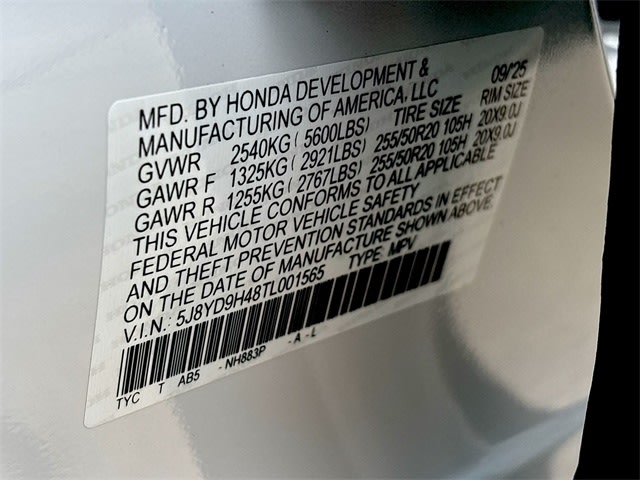 MFD. BY HONDA DEVELOPMENT & 09/25
MANUFACTURING OF AMERICA, LLC TIRE SIZE RIM SIZE
GVWR 2540KG ( 5600LBS)
GAWR F 1325KG ( 2921LBS) 255/50R20 105H 20X9.0J
GAWR R 1255KG ( 2767LBS) 255/50R20 105H 20X9.0J
THIS VEHICLE CONFORMS TO ALL APPLICABLE
FEDERAL MOTOR VEHICLE SAFETY
AND THEFT PREVENTION STANDARDS IN EFFECT
ON THE DATE OF MANUFACTURE SHOWN ABOVE
V.I.N.: 5J8YD9H48TL001565 TYPE: MPV
TYC T AB5 - NH883P - A - L